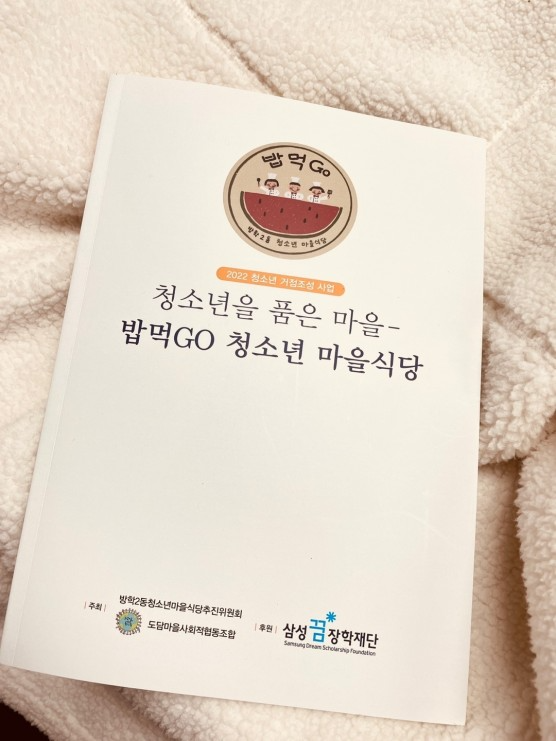 밥먹Go
방학2동 청소년 마을식당
2022 청소년 거점조성 사업
청소년을 품은 마을-
밥먹GO 청소년 마을식당
| 주최 |
방학2동청소년마을식당추진위원회
도담마을사회적협동조합
| 후원 |
삼성꿈장학재단
Samsung Dream Scholarship Foundation